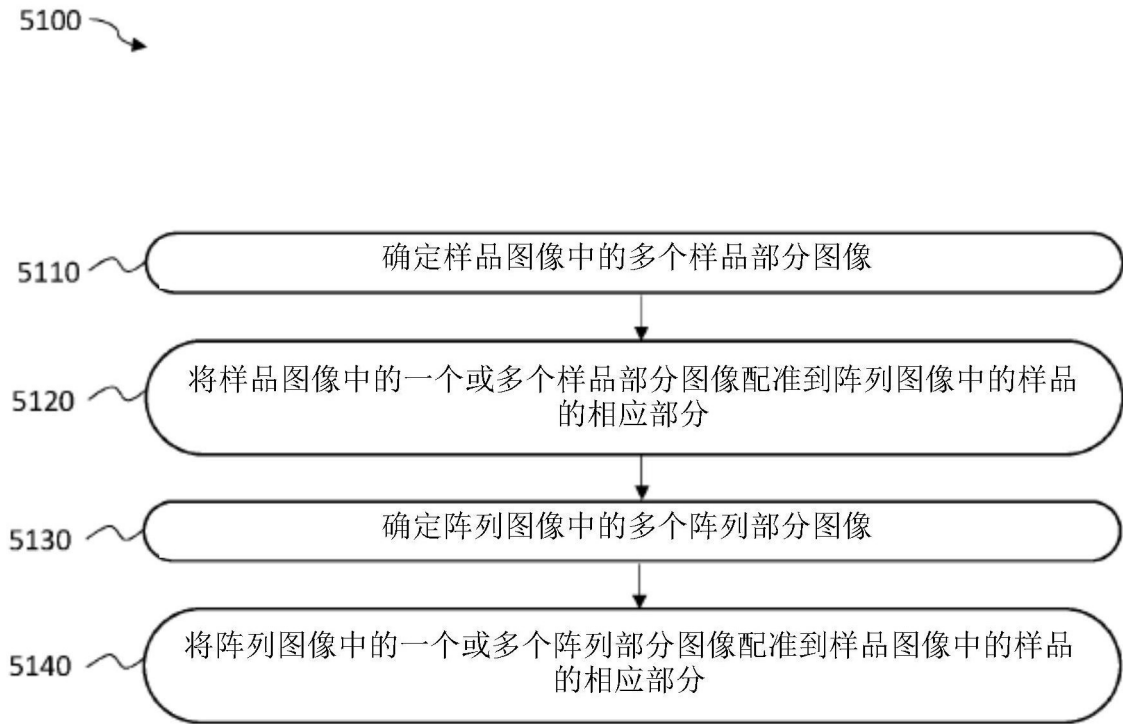 5100
5110
确定样品图像中的多个样品部分图像
5120
将样品图像中的一个或多个样品部分图像配准到阵列图像中的样品
的相应部分
5130
确定阵列图像中的多个阵列部分图像
5140
将阵列图像中的一个或多个阵列部分图像配准到样品图像中的样品
的相应部分